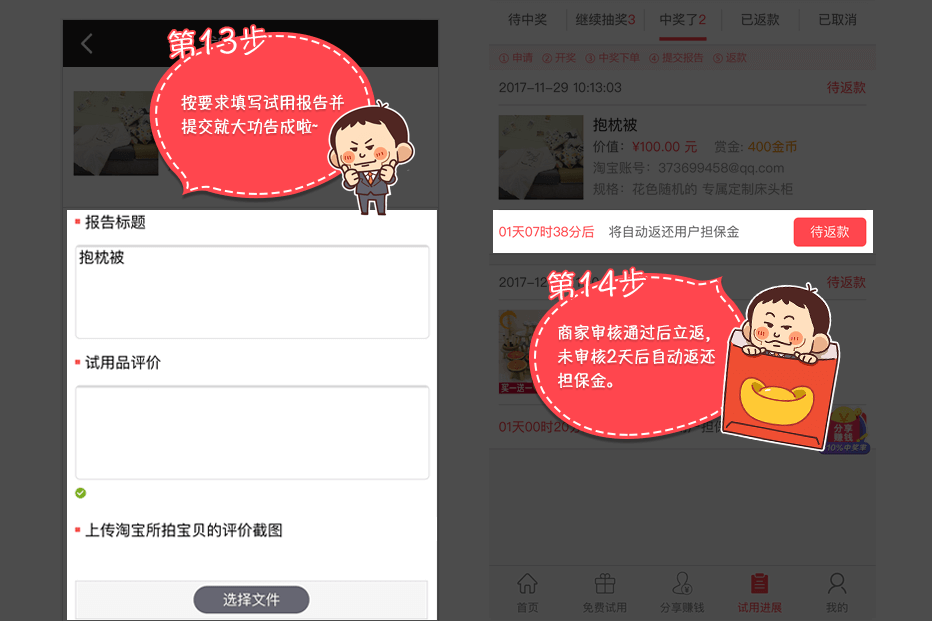 第13步
按要求填写试用报告并
提交就大功告成啦~
报告标题
抱枕被
试用品评价
上传淘宝所拍宝贝的评价截图
选择文件
待中奖 继续抽奖3 中奖了2 已返款 已取消
① 申请 ② 开奖 ③ 中奖下单 ④ 提交报告 ⑤ 返款
2017-11-29 10:13:03 待返款
抱枕被
价值：¥100.00 元 赏金: 400金币
淘宝账号：373699458@qq.com
规格：花色随机的 专属定制床头柜
01天07时38分后 将自动返还用户担保金 待返款
2017-12 待返款
第14步
商家审核通过后立返,
未审核2天后自动返还
担保金。
买一送一
01天00时20分 担保
分享
赚钱
10%中奖率
首页 免费试用 分享赚钱 试用进展 我的